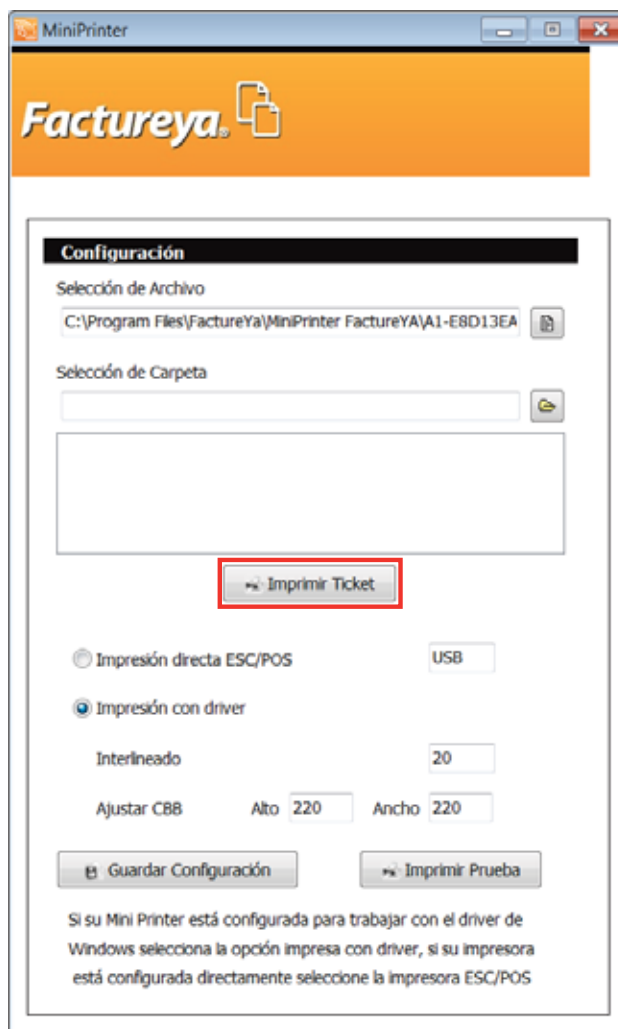 MiniPrinter
Factureya®
Configuración
Selección de Archivo
C:\Program Files\FactureYa\MiniPrinter FactureYA\A1-E8D13EA
Selección de Carpeta
Imprimir Ticket
Impresión directa ESC/POS USB
Impresión con driver
Interlineado 20
Ajustar CBB Alto 220 Ancho 220
Guardar Configuración Imprimir Prueba
Si su Mini Printer está configurada para trabajar con el driver de
Windows selecciona la opción impresa con driver, si su impresora
está configurada directamente seleccione la impresora ESC/POS